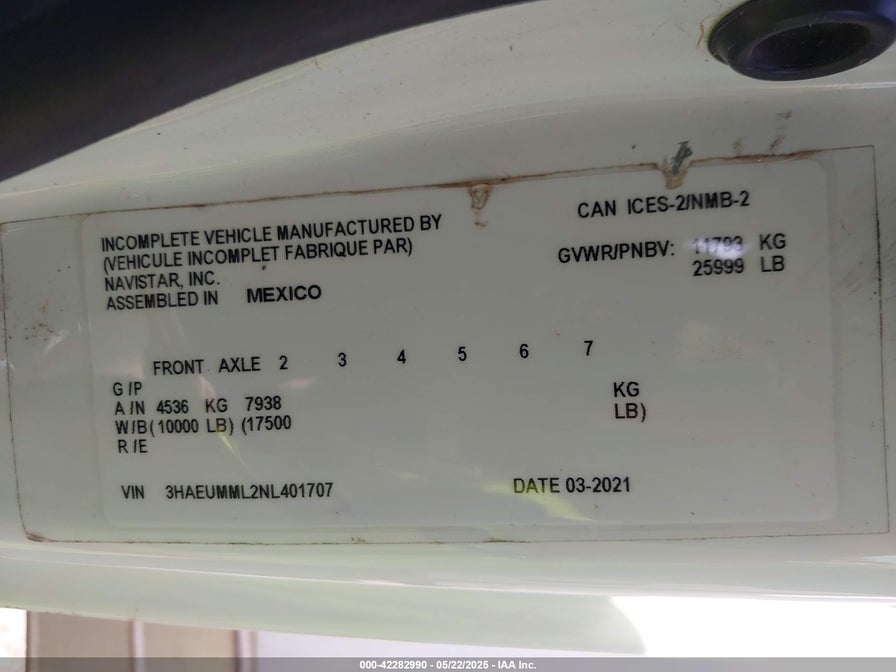 INCOMPLETE VEHICLE MANUFACTURED BY
(VEHICULE INCOMPLET FABRIQUE PAR)
NAVISTAR, INC.
ASSEMBLED IN MEXICO
CAN ICES-2/NMB-2
GVWR/PNBV: 11793 KG
25999 LB
FRONT AXLE 2 3 4 5 6 7
G/P
A/N 4536 KG 7938 KG
W/B (10000 LB) (17500 LB)
R/E
VIN 3HAEUMML2NL401707 DATE 03-2021
000-42282990 - 05/22/2025 - IAA Inc.